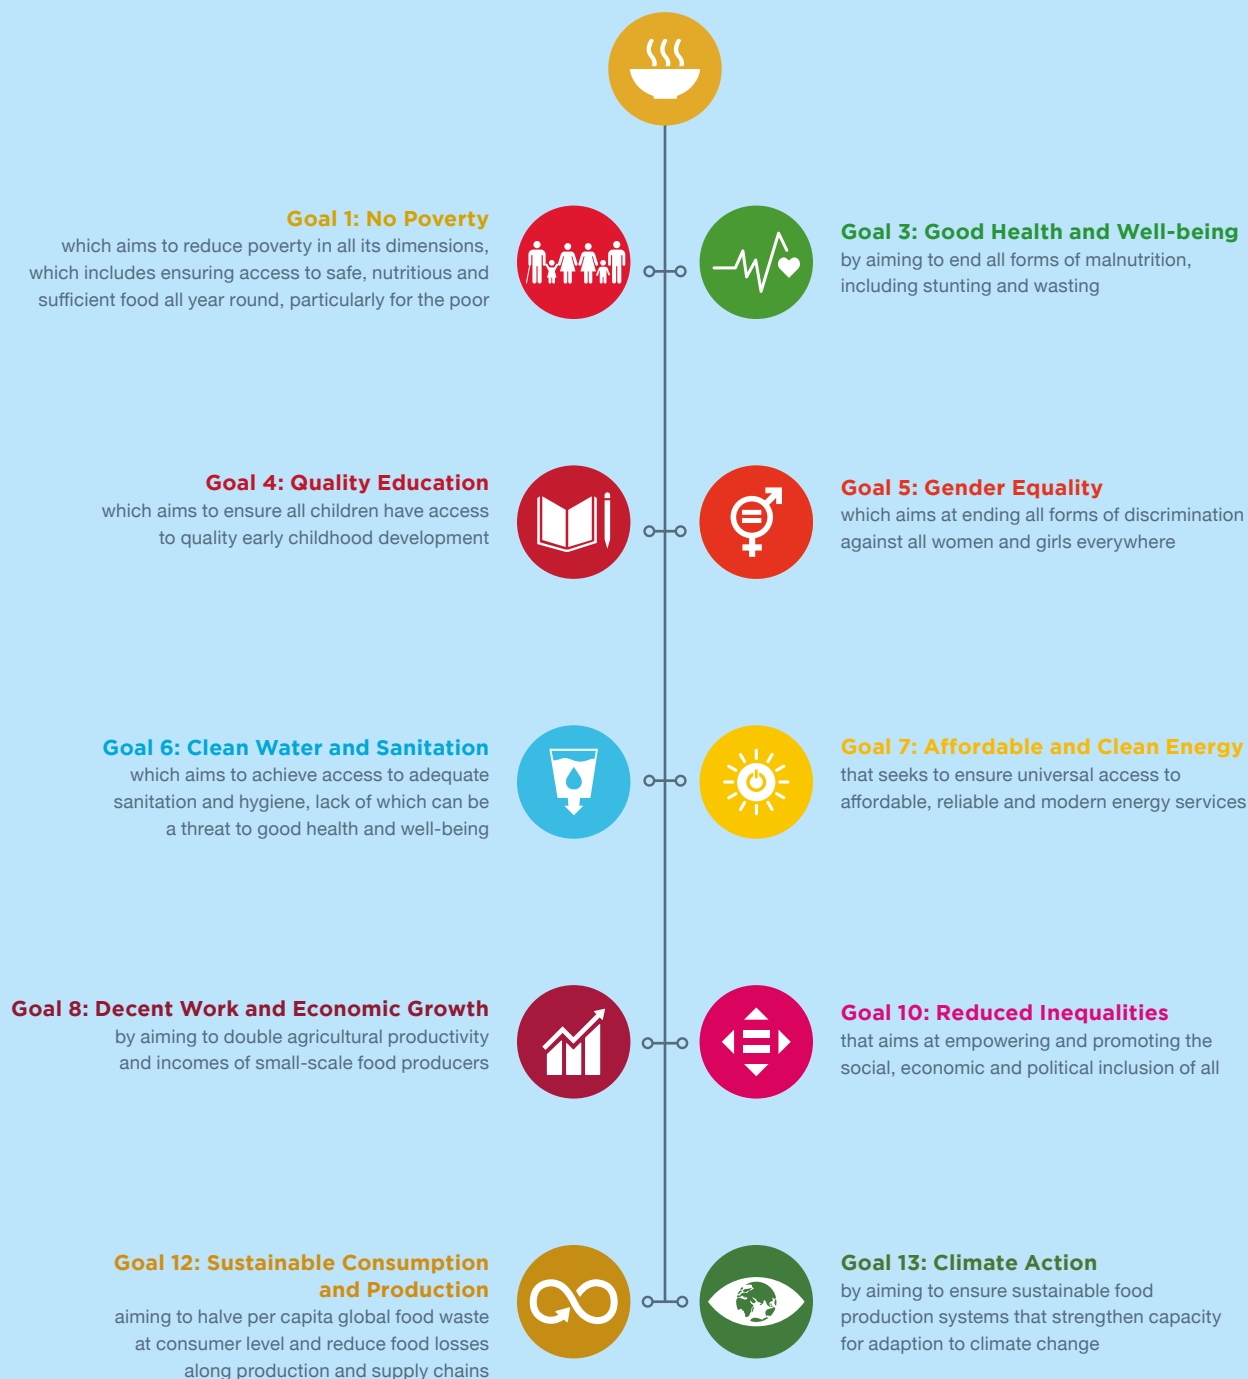 Goal 1: No Poverty
which aims to reduce poverty in all its dimensions,
which includes ensuring access to safe, nutritious and
sufficient food all year round, particularly for the poor
Goal 3: Good Health and Well-being
by aiming to end all forms of malnutrition,
including stunting and wasting
Goal 4: Quality Education
which aims to ensure all children have access
to quality early childhood development
Goal 5: Gender Equality
which aims at ending all forms of discrimination
against all women and girls everywhere
Goal 6: Clean Water and Sanitation
which aims to achieve access to adequate
sanitation and hygiene, lack of which can be
a threat to good health and well-being
Goal 7: Affordable and Clean Energy
that seeks to ensure universal access to
affordable, reliable and modern energy services
Goal 8: Decent Work and Economic Growth
by aiming to double agricultural productivity
and incomes of small-scale food producers
Goal 10: Reduced Inequalities
that aims at empowering and promoting the
social, economic and political inclusion of all
Goal 12: Sustainable Consumption
and Production
aiming to halve per capita global food waste
at consumer level and reduce food losses
along production and supply chains
Goal 13: Climate Action
by aiming to ensure sustainable food
production systems that strengthen capacity
for adaption to climate change